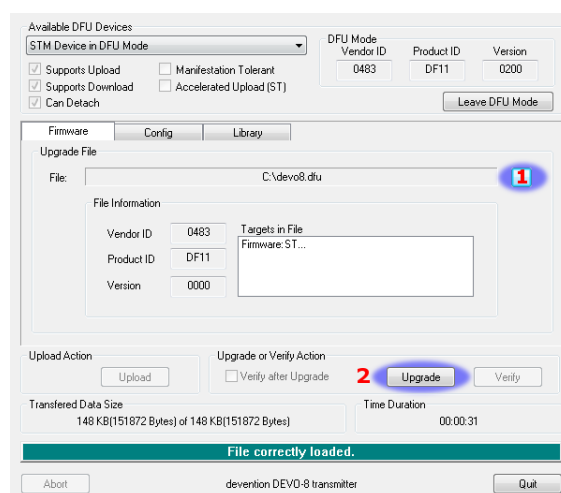 Available DFU Devices
STM Device in DFU Mode
DFU Mode
Vendor ID Product ID Version
0483 DF11 0200
Supports Upload Manifestation Tolerant
Supports Download Accelerated Upload (ST)
Can Detach
Leave DFU Mode
Firmware Config Library
Upgrade File
File: C:\devo8.dfu 1
File Information
Vendor ID 0483
Product ID DF11
Version 0000
Targets in File
Firmware: ST...
Upload Action
Upload
Upgrade or Verify Action
Verify after Upgrade 2 Upgrade Verify
Transfered Data Size
148 KB(151872 Bytes) of 148 KB(151872 Bytes)
Time Duration
00:00:31
File correctly loaded.
Abort devention DEVO-8 transmitter Quit